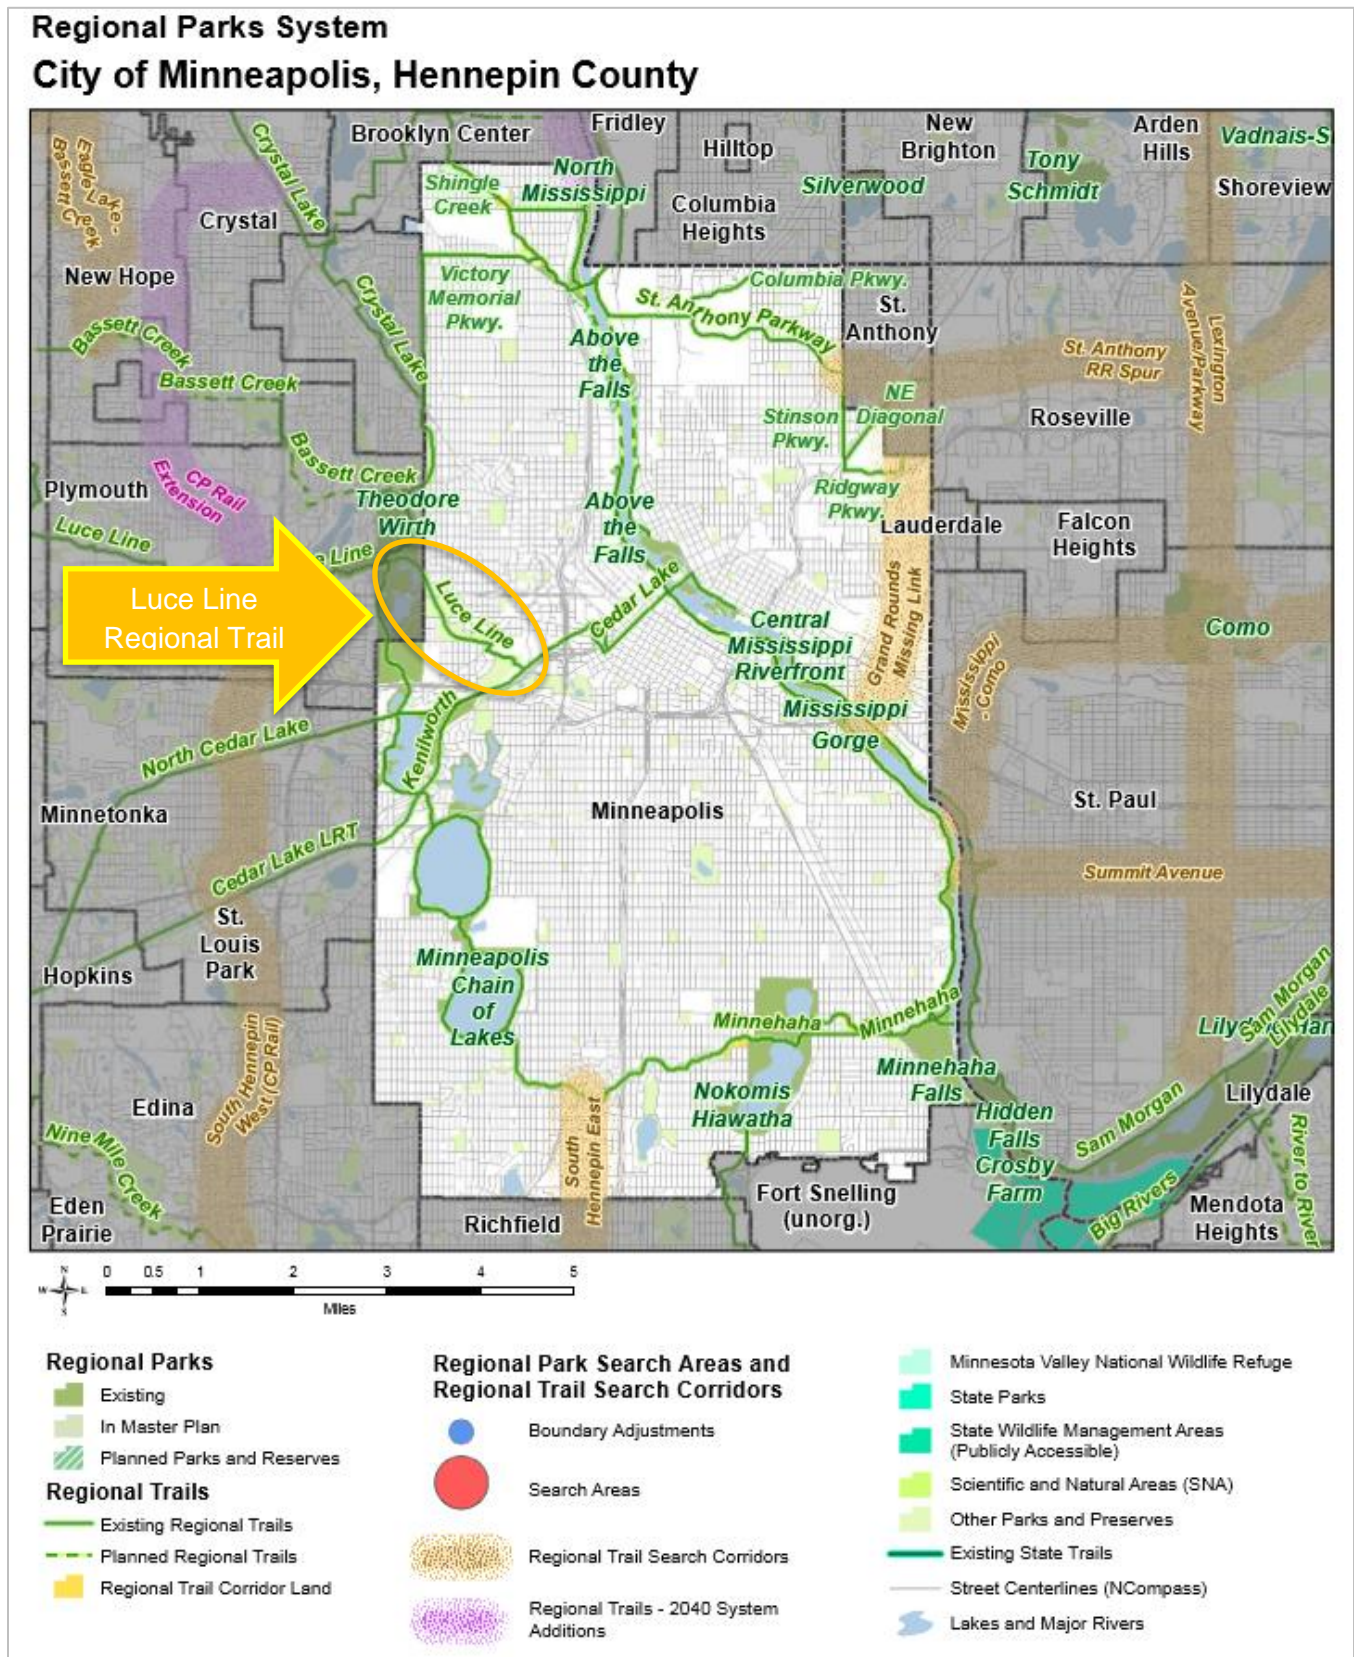 Regional Parks System
City of Minneapolis, Hennepin County
Brooklyn Center
Fridley
Hilltop
New
Brighton
Arden
Hills
Vadnais-S
Tony
Schmidt
Shoreview
Silverwood
Columbia
Heights
North
Mississippi
Shingle
Creek
Crystal Lake
Eagle Lake -
Bassett Creek
Crystal
New Hope
Victory
Memorial
Pkwy.
Crystal Lake
Columbia Pkwy.
St. Anthony Parkway
St.
Anthony
Above
the
Falls
Bassett Creek
Bassett Creek
Bassett Creek
St. Anthony
RR Spur
Lexington
Avenue/Parkway
NE
Diagonal
Stinson
Pkwy.
Roseville
Ridgway
Pkwy.
Plymouth
CP Rail
Extension
Theodore
Wirth
Above
the
Falls
Lauderdale
Falcon
Heights
Luce Line
e Line
Luce Line
Regional Trail
Luce Line
Cedar Lake
Central
Mississippi
Riverfront
Grand Rounds
Missing Link
Como
Mississippi
- Como
Mississippi
Gorge
North Cedar Lake
Kenilworth
Minnetonka
Minneapolis
St. Paul
Cedar Lake LRT
Summit Avenue
St.
Louis
Park
Hopkins
Minneapolis
Chain
of
Lakes
Minnehaha
Minnehaha
Sam Morgan
Lilydale
South Hennepin
West (CP Rail)
Minnehaha
Falls
Nokomis
Hiawatha
Hidden
Falls
Crosby
Farm
Sam Morgan
Lilydale
Edina
Nine Mile Creek
South
Hennepin East
River to River
Eden
Prairie
Richfield
Fort Snelling
(unorg.)
Big Rivers
Mendota
Heights
N
W E
S
0 0.5 1 2 3 4 5
Miles
Regional Parks
Existing
In Master Plan
Planned Parks and Reserves
Regional Trails
Existing Regional Trails
Planned Regional Trails
Regional Trail Corridor Land
Regional Park Search Areas and
Regional Trail Search Corridors
Boundary Adjustments
Search Areas
Regional Trail Search Corridors
Regional Trails - 2040 System
Additions
Minnesota Valley National Wildlife Refuge
State Parks
State Wildlife Management Areas
(Publicly Accessible)
Scientific and Natural Areas (SNA)
Other Parks and Preserves
Existing State Trails
Street Centerlines (NCompass)
Lakes and Major Rivers